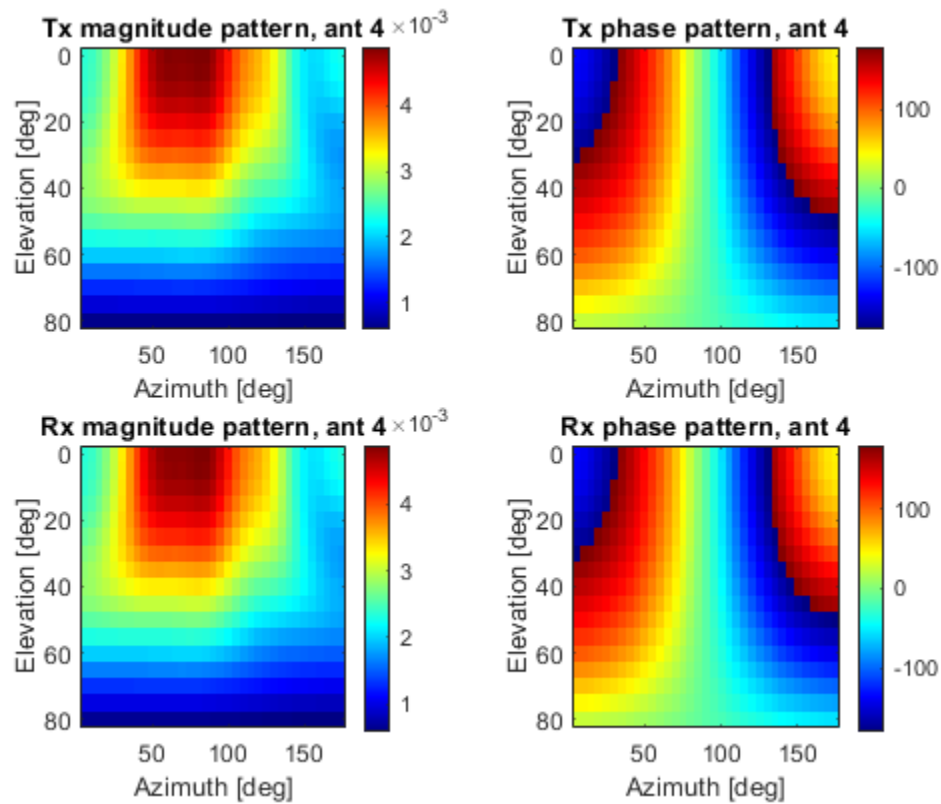 Tx magnitude pattern, ant 4 ×10-3
0
20
40
60
80
Elevation [deg]
50 100 150
Azimuth [deg]
4
3
2
1
Tx phase pattern, ant 4
0
20
40
60
80
Elevation [deg]
50 100 150
Azimuth [deg]
100
0
-100
Rx magnitude pattern, ant 4 ×10-3
0
20
40
60
80
Elevation [deg]
50 100 150
Azimuth [deg]
4
3
2
1
Rx phase pattern, ant 4
0
20
40
60
80
Elevation [deg]
50 100 150
Azimuth [deg]
100
0
-100